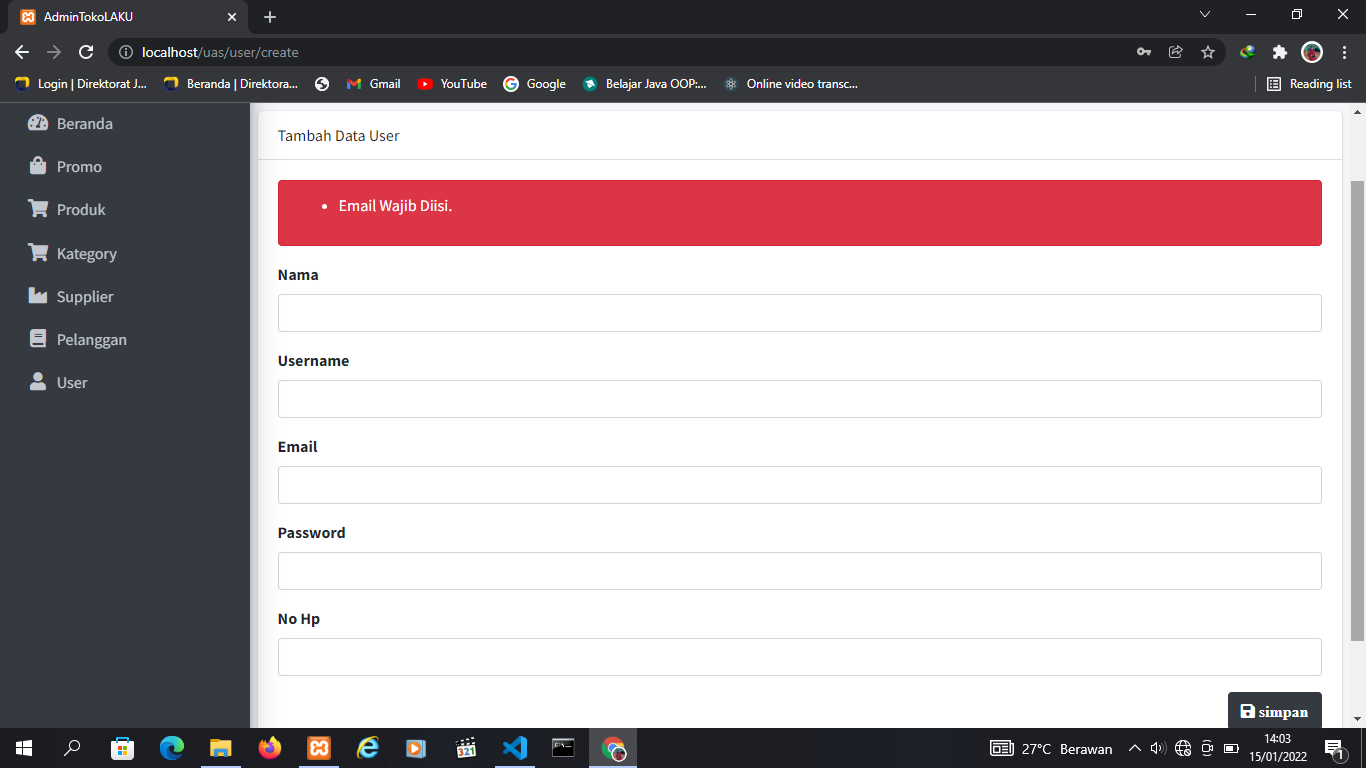 AdminTokoLAKU
localhost/uas/user/create
Login | Direktorat J...
Beranda | Direktora...
Gmail
YouTube
Google
Belajar Java OOP:...
Online video transc...
Reading list
Beranda
Promo
Produk
Kategory
Supplier
Pelanggan
User
Tambah Data User
Email Wajib Diisi.
Nama
Username
Email
Password
No Hp
simpan
321
27°C Berawan
14:03
15/01/2022
1